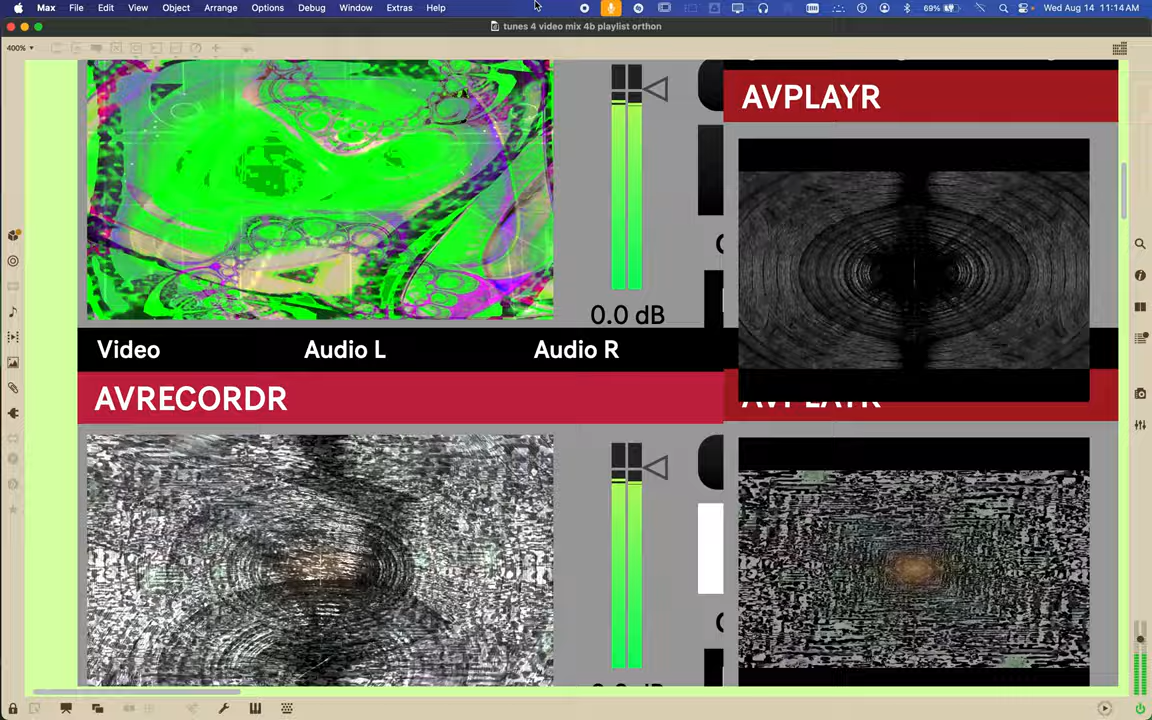 Max File Edit View Object Arrange Options Debug Window Extras Help
69% Wed Aug 14 11:14 AM
tunes 4 video mix 4b playlist orthon
400%
AVPLAYR
0.0 dB
Video Audio L Audio R
AVRECORDR
AVPLAYR